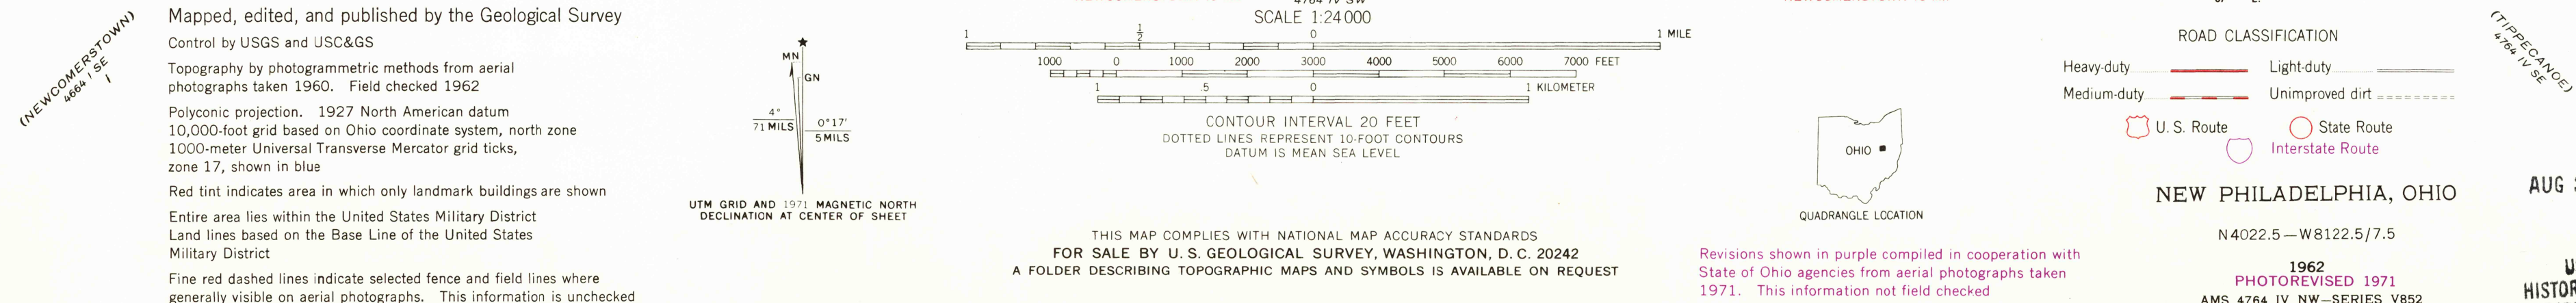 (NEWCOMERSTOWN)
4664 I SE
Mapped, edited, and published by the Geological Survey
Control by USGS and USC&GS
Topography by photogrammetric methods from aerial
photographs taken 1960. Field checked 1962
Polyconic projection. 1927 North American datum
10,000-foot grid based on Ohio coordinate system, north zone
1000-meter Universal Transverse Mercator grid ticks,
zone 17, shown in blue
Red tint indicates area in which only landmark buildings are shown
Entire area lies within the United States Military District
Land lines based on the Base Line of the United States
Military District
Fine red dashed lines indicate selected fence and field lines where
generally visible on aerial photographs. This information is unchecked
★
MN
GN
4°
71 MILS
0°17′
5 MILS
UTM GRID AND 1971 MAGNETIC NORTH
DECLINATION AT CENTER OF SHEET
4764 IV SW
SCALE 1:24 000
1 ½ 0 1 MILE
1000 0 1000 2000 3000 4000 5000 6000 7000 FEET
1 .5 0 1 KILOMETER
CONTOUR INTERVAL 20 FEET
DOTTED LINES REPRESENT 10-FOOT CONTOURS
DATUM IS MEAN SEA LEVEL
THIS MAP COMPLIES WITH NATIONAL MAP ACCURACY STANDARDS
FOR SALE BY U. S. GEOLOGICAL SURVEY, WASHINGTON, D. C. 20242
A FOLDER DESCRIBING TOPOGRAPHIC MAPS AND SYMBOLS IS AVAILABLE ON REQUEST
OHIO
QUADRANGLE LOCATION
Revisions shown in purple compiled in cooperation with
State of Ohio agencies from aerial photographs taken
1971. This information not field checked
ROAD CLASSIFICATION
Heavy-duty Light-duty
Medium-duty Unimproved dirt
U. S. Route State Route
Interstate Route
NEW PHILADELPHIA, OHIO
N4022.5—W8122.5/7.5
1962
PHOTOREVISED 1971
AMS 4764 IV NW—SERIES V852
(TIPPECANOE)
4764 IV SE
AUG